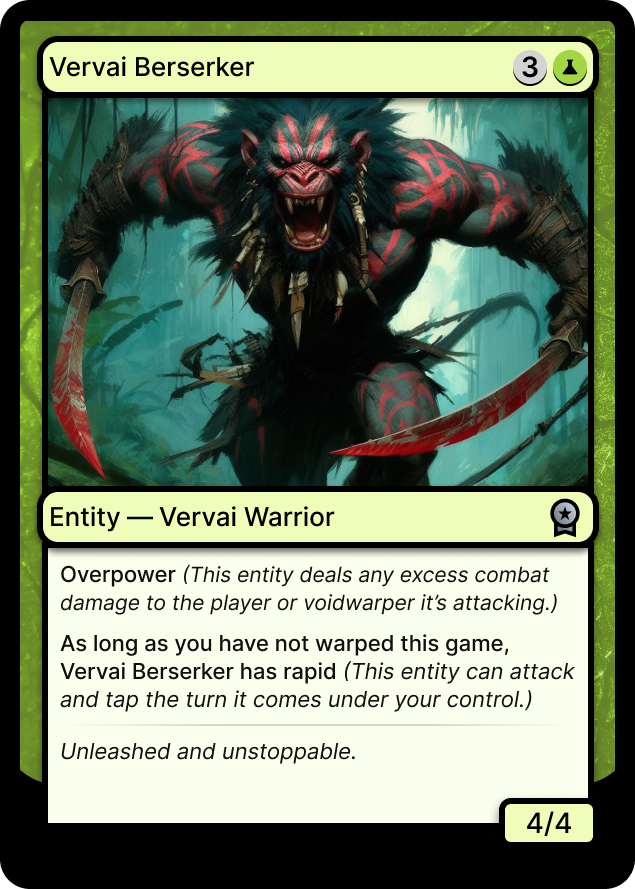 Vervai Berserker 3
Entity — Vervai Warrior
Overpower (This entity deals any excess combat
damage to the player or voidwarper it’s attacking.)
As long as you have not warped this game,
Vervai Berserker has rapid (This entity can attack
and tap the turn it comes under your control.)
Unleashed and unstoppable.
4/4